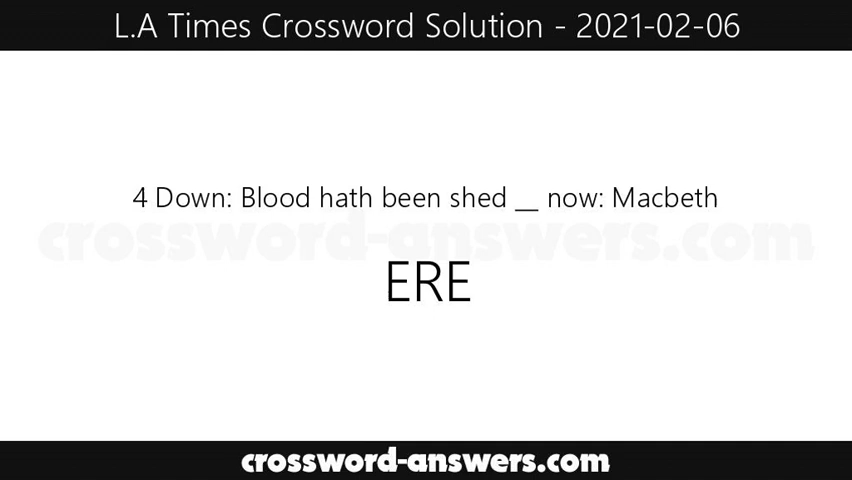 L.A Times Crossword Solution - 2021-02-06
4 Down: Blood hath been shed __ now: Macbeth
crossword-answers.com
ERE
crossword-answers.com